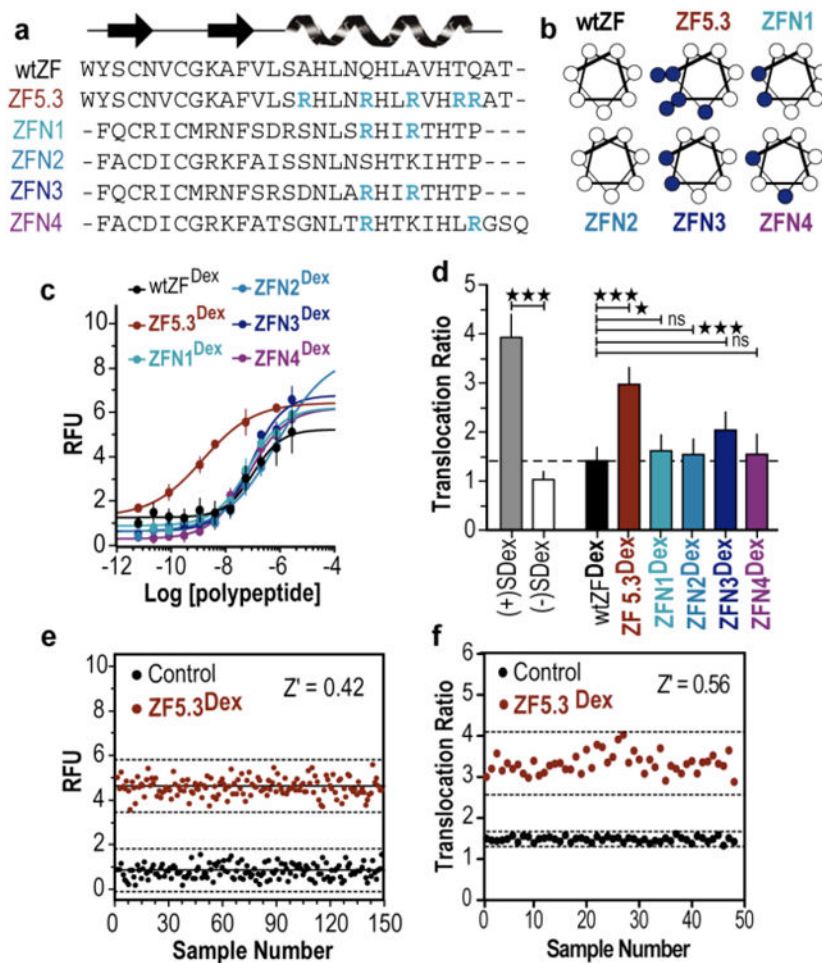 a
wtZF WYSCNVCGKAFVLSAHLNQHLAVHTQAT-
ZF5.3 WYSCNVCGKAFVLSRHLNRHLRVHRRAT-
ZFN1 -FQCRICMRNFSDRSNLSRHIRTHTP---
ZFN2 -FACDICGRKFAISSNLNSHTKIHTP---
ZFN3 -FQCRICMRNFSRSDNLARHIRTHTP---
ZFN4 -FACDICGRKFATSGNLTRHTKIHLRGSQ
b
wtZF ZF5.3 ZFN1
ZFN2 ZFN3 ZFN4
c
wtZFDex ZFN2Dex
ZF5.3Dex ZFN3Dex
ZFN1Dex ZFN4Dex
RFU
10
8
6
4
2
0
-12 -10 -8 -6 -4
Log [polypeptide]
d
Translocation Ratio
5
4
3
2
1
0
★★★ ★★★
★
ns
★★★
ns
(+)SDex
(-)SDex
wtZFDex
ZF 5.3Dex
ZFN1Dex
ZFN2Dex
ZFN3Dex
ZFN4Dex
e
Control
ZF5.3Dex
Z' = 0.42
RFU
10
8
6
4
2
0
0 30 60 90 120 150
Sample Number
f
Control
ZF5.3 Dex
Z' = 0.56
Translocation Ratio
6
5
4
3
2
1
0
0 10 20 30 40 50
Sample Number